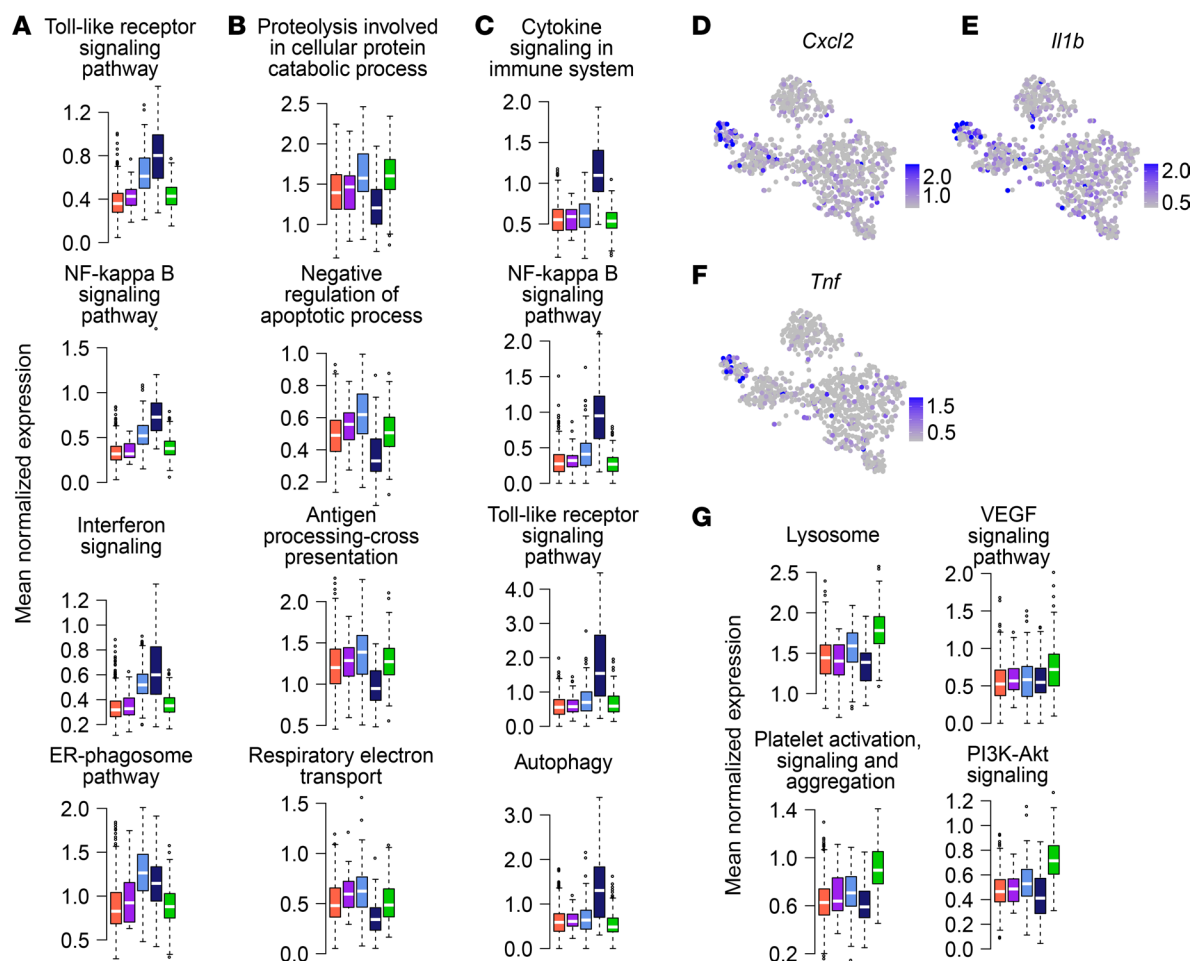 A
Toll-like receptor
signaling
pathway
1.2
0.8
0.4
0.0
NF-kappa B
signaling
pathway
1.5
0.5
0.0
Interferon
signaling
1.2
1.0
0.8
0.6
0.4
0.2
ER-phagosome
pathway
2.0
1.5
1.0
0.5
Mean normalized expression
B
Proteolysis involved
in cellular protein
catabolic process
2.5
2.0
1.5
1.0
Negative
regulation of
apoptotic process
1.0
0.8
0.6
0.4
0.2
Antigen
processing-cross
presentation
2.0
1.5
1.0
0.5
Respiratory electron
transport
1.5
1.0
0.5
0.0
C
Cytokine
signaling in
immune system
2.0
1.5
1.0
0.5
NF-kappa B
signaling
pathway
2.0
1.5
1.0
0.5
0.0
Toll-like receptor
signaling
pathway
4.0
3.0
2.0
1.0
0.0
Autophagy
3.0
2.0
1.0
0.0
D
Cxcl2
2.0
0.5
E
Il1b
2.0
0.5
F
Tnf
1.5
0.5
G
Lysosome
2.5
2.0
1.5
1.0
VEGF
signaling
pathway
2.0
1.5
1.0
0.5
0.0
Platelet activation,
signaling and
aggregation
1.4
1.0
0.6
0.2
PI3K-Akt
signaling
1.2
1.0
0.8
0.6
0.4
0.2
0.0
Mean normalized expression